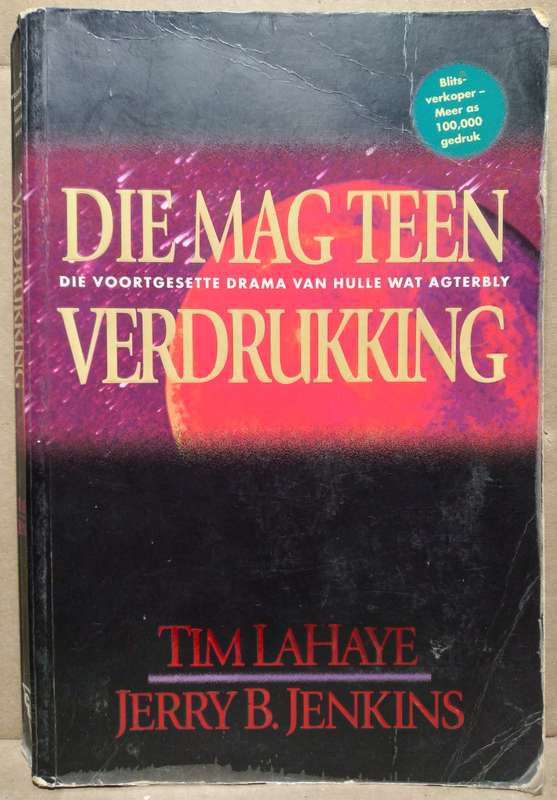 Blits-
verkoper –
Meer as
100,000
gedruk
DIE MAG TEEN
DIE VOORTGESETTE DRAMA VAN HULLE WAT AGTERBLY
VERDRUKKING
TIM LAHAYE
JERRY B. JENKINS
VERDRUKKING